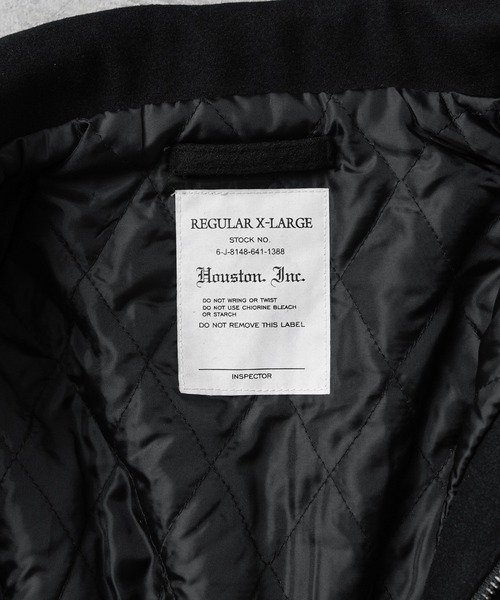 REGULAR X-LARGE
STOCK NO.
6-J-8148-641-1388
Houston. Inc.
DO NOT WRING OR TWIST
DO NOT USE CHIORINE BLEACH
OR STARCH
DO NOT REMOVE THIS LABEL
INSPECTOR